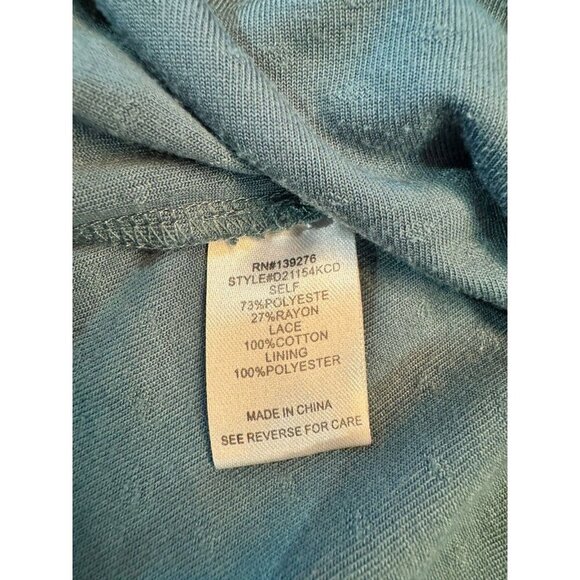 RN#139276
STYLE#D21154KCD
SELF
73%POLYESTE
27%RAYON
LACE
100%COTTON
LINING
100%POLYESTER
MADE IN CHINA
SEE REVERSE FOR CARE